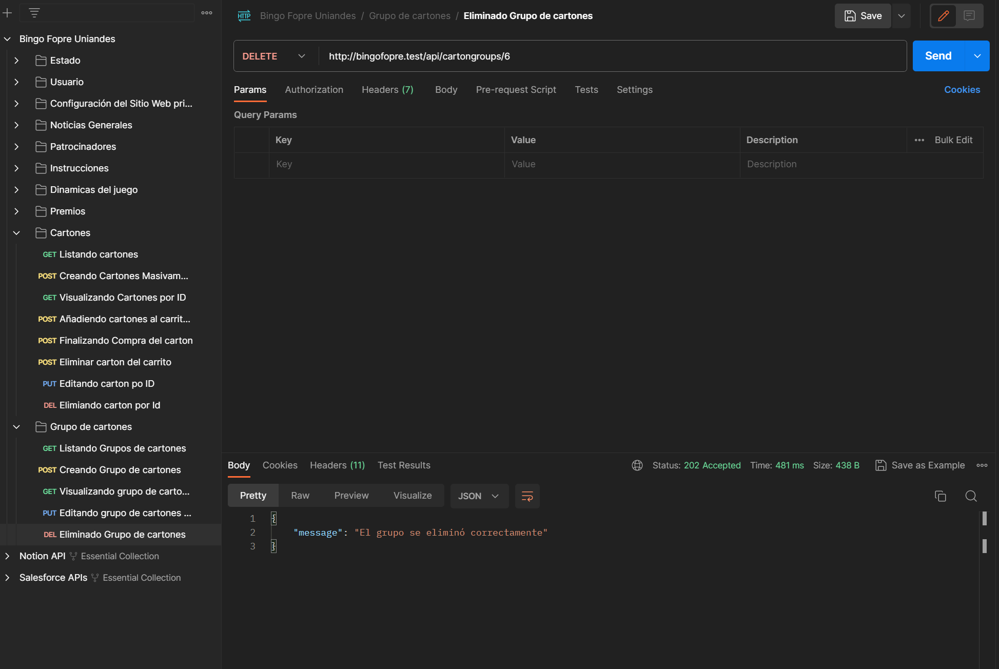 Bingo Fopre Uniandes
Estado
Usuario
Configuración del Sitio Web pri...
Noticias Generales
Patrocinadores
Instrucciones
Dinamicas del juego
Premios
Cartones
GET Listando cartones
POST Creando Cartones Masivam...
GET Visualizando Cartones por ID
POST Añadiendo cartones al carrit...
POST Finalizando Compra del carton
POST Eliminar carton del carrito
PUT Editando carton po ID
DEL Elimiando carton por Id
Grupo de cartones
GET Listando Grupos de cartones
POST Creando Grupo de cartones
GET Visualizando grupo de carto...
PUT Editando grupo de cartones ...
DEL Eliminado Grupo de cartones
Notion API Essential Collection
Salesforce APIs Essential Collection
HTTP Bingo Fopre Uniandes / Grupo de cartones / Eliminado Grupo de cartones
Save
DELETE http://bingofopre.test/api/cartongroups/6
Send
Params Authorization Headers (7) Body Pre-request Script Tests Settings Cookies
Query Params
Key Value Description Bulk Edit
Key Value Description
Body Cookies Headers (11) Test Results Status: 202 Accepted Time: 481 ms Size: 438 B Save as Example
Pretty Raw Preview Visualize JSON
1 {
2 "message": "El grupo se eliminó correctamente"
3 }